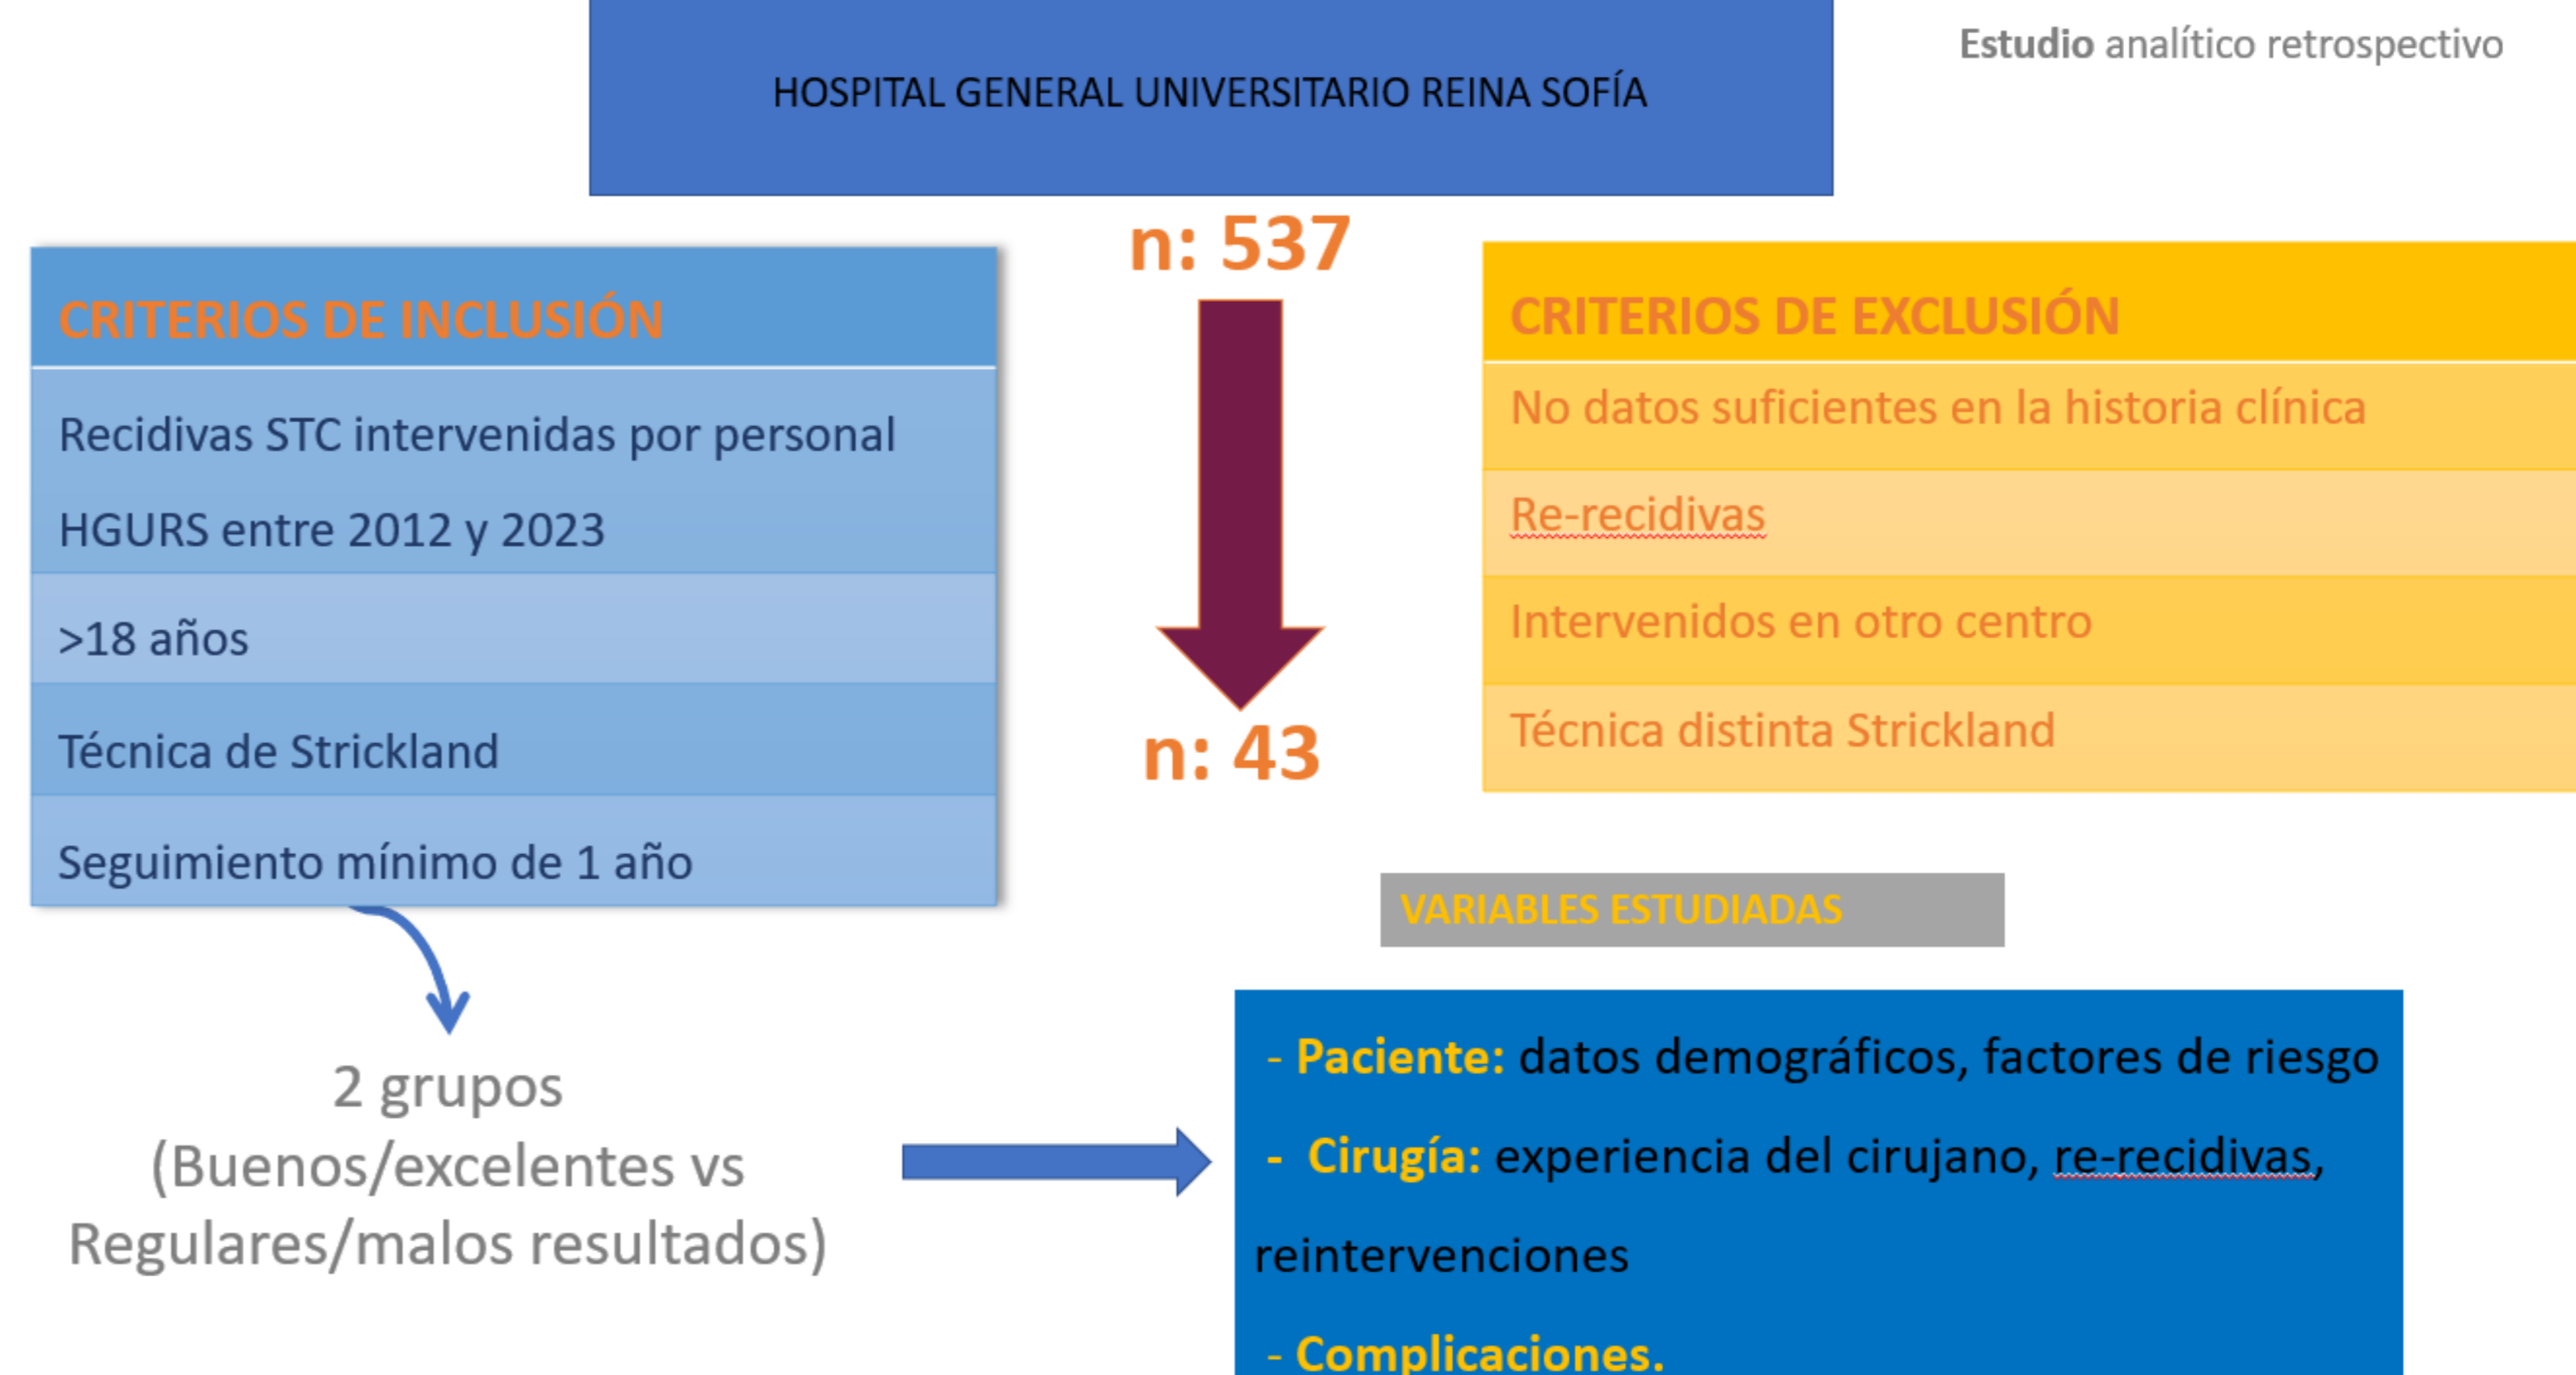 HOSPITAL GENERAL UNIVERSITARIO REINA SOFÍA
Estudio analítico retrospectivo
n: 537
CRITERIOS DE INCLUSIÓN
Recidivas STC intervenidas por personal
HGURS entre 2012 y 2023
>18 años
Técnica de Strickland
Seguimiento mínimo de 1 año
CRITERIOS DE EXCLUSIÓN
No datos suficientes en la historia clínica
Re-recidivas
Intervenidos en otro centro
Técnica distinta Strickland
n: 43
2 grupos
(Buenos/excelentes vs
Regulares/malos resultados)
VARIABLES ESTUDIADAS
- Paciente: datos demográficos, factores de riesgo
- Cirugía: experiencia del cirujano, re-recidivas,
reintervenciones
- Complicaciones.